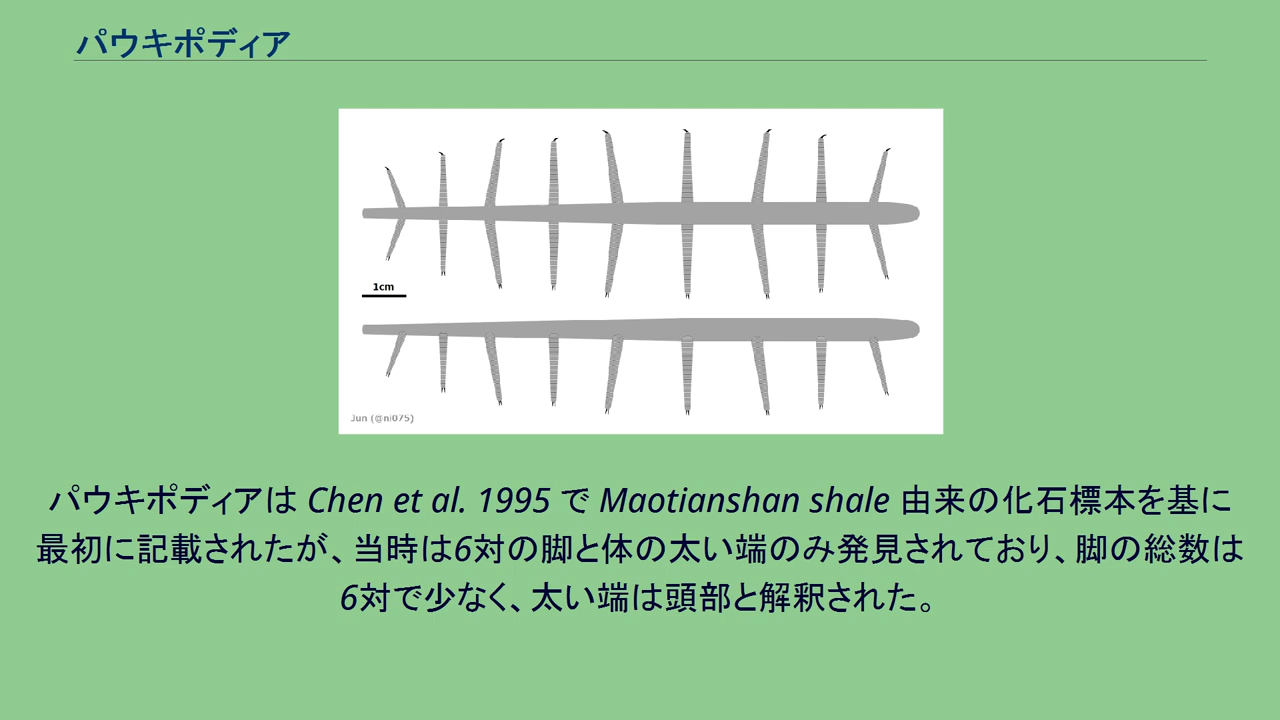 パウキポディア
1cm
Jun (@ni075)
パウキポディアは Chen et al. 1995 で Maotianshan shale 由来の化石標本を基に
最初に記載されたが、当時は6対の脚と体の太い端のみ発見されており、脚の総数は
6対で少なく、太い端は頭部と解釈された。